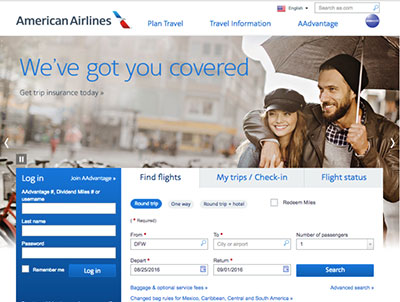 American Airlines
English
Search aa.com
Plan Travel
Travel Information
AAdvantage
We've got you covered
Get trip insurance today »
Log in
Join AAdvantage »
AAdvantage #, Dividend Miles # or
username
Last name
Password
Remember me
Log in
Find flights
My trips / Check-in
Flight status
Round trip
One way
Round trip + hotel
Redeem Miles
(• Required)
From •
To •
Number of passengers
DFW
City or airport
1
Depart •
Return •
08/25/2016
09/01/2016
Search
Baggage & optional service fees »
Advanced search »
Changed bag rules for Mexico, Caribbean, Central and South America »